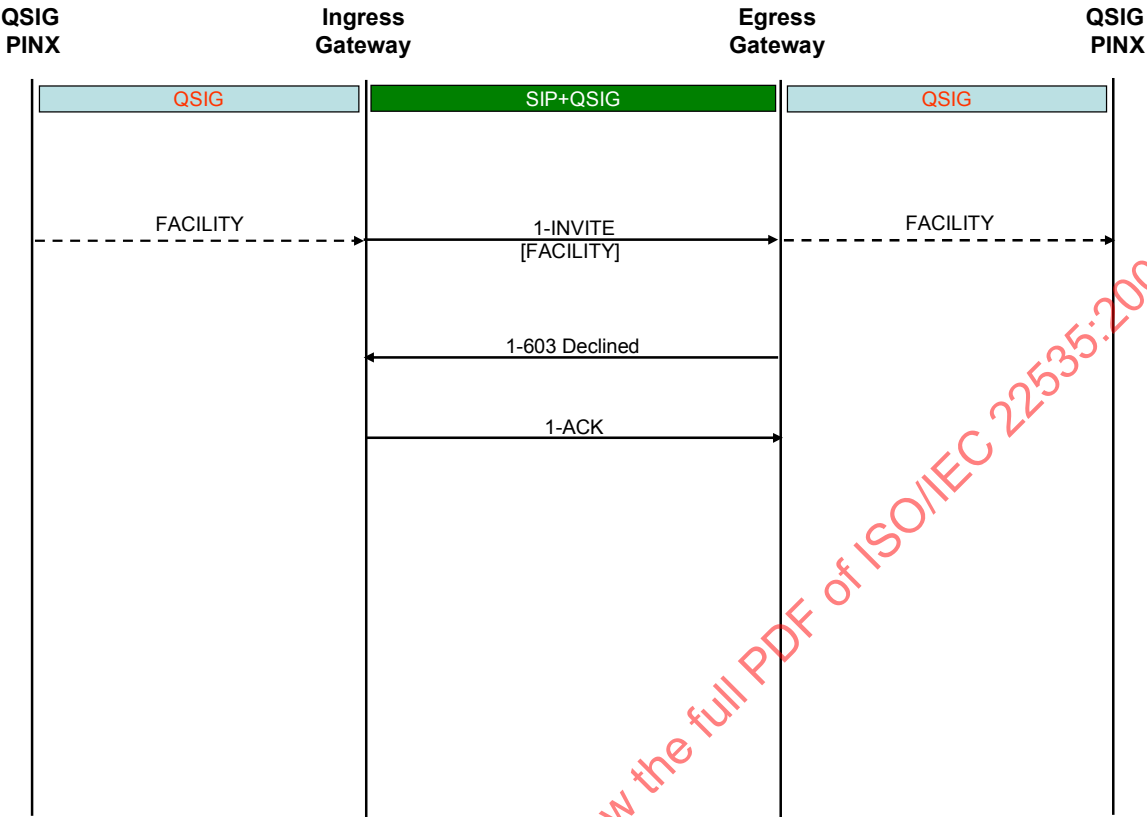 QSIG
PINX
Ingress
Gateway
Egress
Gateway
QSIG
PINX
QSIG
SIP+QSIG
QSIG
FACILITY
1-INVITE
[FACILITY]
FACILITY
1-603 Declined
1-ACK
the full PDF of ISO/IEC 22535:200